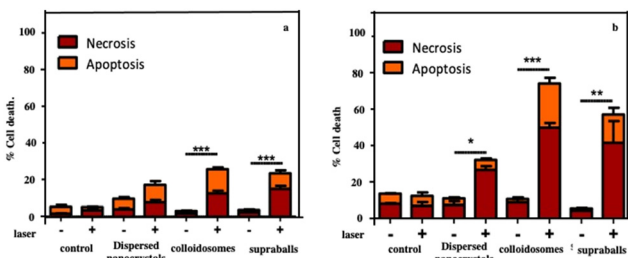 a
100
80
60
40
20
0
% Cell death.
Necrosis
Apoptosis
***
***
laser - + - + - + - +
control Dispersed colloidosomes supraballs
b
100
80
60
40
20
0
% Cell death
Necrosis
Apoptosis
*
***
**
laser - + - + - + - +
control Dispersed colloidosomes supraballs